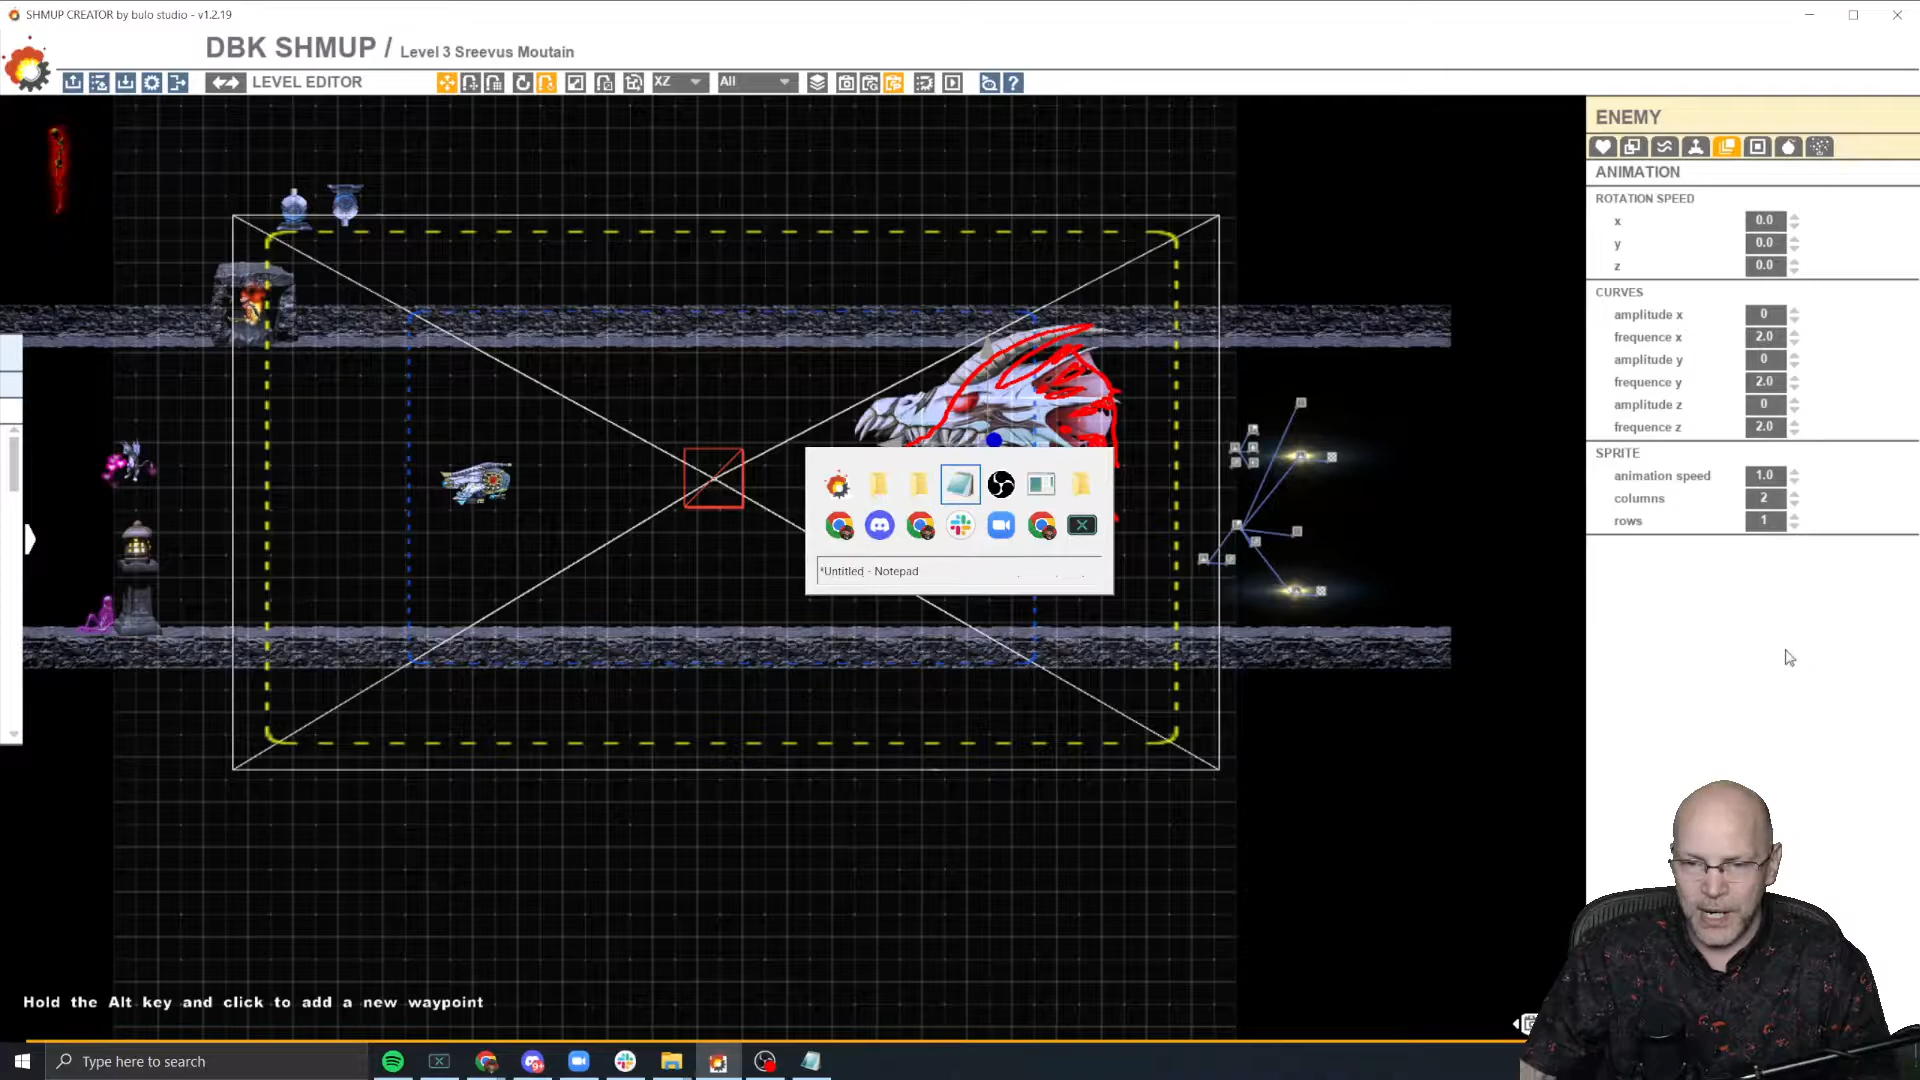 SHMUP CREATOR by bulo studio - v1.2.19
DBK SHMUP / Level 3 Sreevus Moutain
LEVEL EDITOR
XZ
All
ENEMY
ANIMATION
ROTATION SPEED
x 0.0
y 0.0
z 0.0
CURVES
amplitude x 0
frequence x 2.0
amplitude y 0
frequence y 2.0
amplitude z 0
frequence z 2.0
SPRITE
animation speed 1.0
columns 2
rows 1
*Untitled - Notepad
Hold the Alt key and click to add a new waypoint
Type here to search